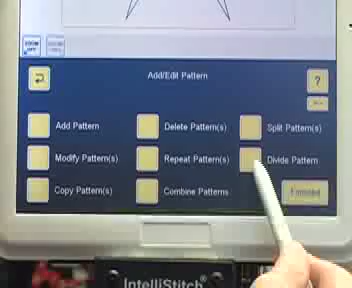 Add/Edit Pattern
?
Add Pattern
Delete Pattern(s)
Split Pattern(s)
Modify Pattern(s)
Repeat Pattern(s)
Divide Pattern
Copy Pattern(s)
Combine Patterns
IntelliStitch